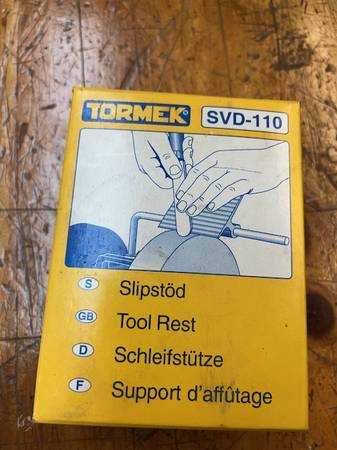 TORMEK SVD-110
S Slipstöd
GB Tool Rest
D Schleifstütze
F Support d'affûtage